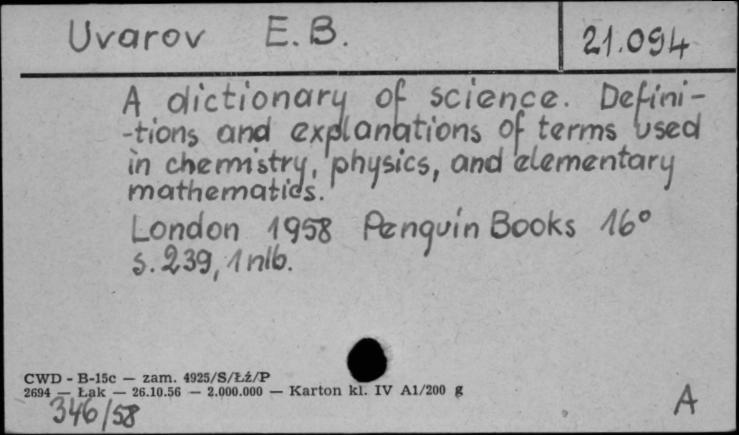 Uvarov E.B.
21.094
A dictionary of science. Defini-
-tions and explanations of terms used
in chemistry, physics, and elementary
mathematics.
London 1958 Penguin Books 16°
s. 239, 1 nlb.
CWD - B-15c — zam. 4925/S/Łź/P
2694 — Łąk — 26.10.56 — 2.000.000 — Karton kl. IV A1/200 g
346/58
A